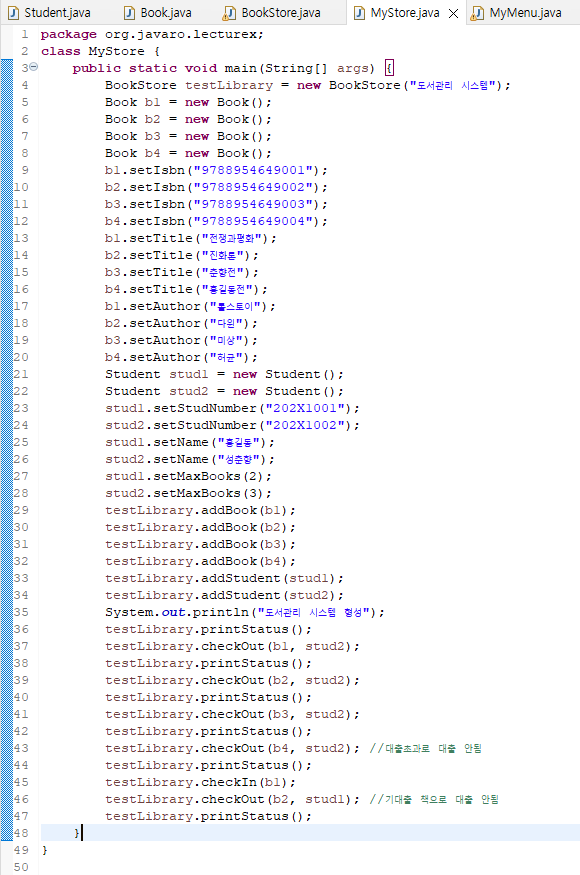 Student.java Book.java BookStore.java MyStore.java MyMenu.java
1 package org.javaro.lecturex;
2 class MyStore {
3 public static void main(String[] args) {
4 BookStore testLibrary = new BookStore("도서관리 시스템");
5 Book b1 = new Book();
6 Book b2 = new Book();
7 Book b3 = new Book();
8 Book b4 = new Book();
9 b1.setIsbn("9788954649001");
10 b2.setIsbn("9788954649002");
11 b3.setIsbn("9788954649003");
12 b4.setIsbn("9788954649004");
13 b1.setTitle("전쟁과평화");
14 b2.setTitle("진화론");
15 b3.setTitle("춘향전");
16 b4.setTitle("홍길동전");
17 b1.setAuthor("톨스토이");
18 b2.setAuthor("다윈");
19 b3.setAuthor("미상");
20 b4.setAuthor("허균");
21 Student stud1 = new Student();
22 Student stud2 = new Student();
23 stud1.setStudNumber("202X1001");
24 stud2.setStudNumber("202X1002");
25 stud1.setName("홍길동");
26 stud2.setName("성춘향");
27 stud1.setMaxBooks(2);
28 stud2.setMaxBooks(3);
29 testLibrary.addBook(b1);
30 testLibrary.addBook(b2);
31 testLibrary.addBook(b3);
32 testLibrary.addBook(b4);
33 testLibrary.addStudent(stud1);
34 testLibrary.addStudent(stud2);
35 System.out.println("도서관리 시스템 형성");
36 testLibrary.printStatus();
37 testLibrary.checkOut(b1, stud2);
38 testLibrary.printStatus();
39 testLibrary.checkOut(b2, stud2);
40 testLibrary.printStatus();
41 testLibrary.checkOut(b3, stud2);
42 testLibrary.printStatus();
43 testLibrary.checkOut(b4, stud2); //대출초과로 대출 안됨
44 testLibrary.printStatus();
45 testLibrary.checkIn(b1);
46 testLibrary.checkOut(b2, stud1); //기대출 책으로 대출 안됨
47 testLibrary.printStatus();
48 }
49 }
50